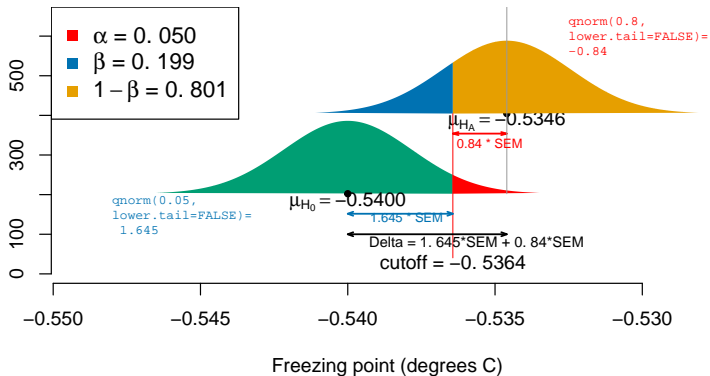 α = 0. 050
β = 0. 199
1 − β = 0. 801
qnorm(0.8,
lower.tail=FALSE)=
-0.84
μHA = −0.5346
0.84 * SEM
qnorm(0.05,
lower.tail=FALSE)=
1.645
μH0 = −0.5400
1.645 * SEM
Delta = 1. 645*SEM + 0. 84*SEM
cutoff = −0. 5364
500
300
100
0
−0.550
−0.545
−0.540
−0.535
−0.530
Freezing point (degrees C)